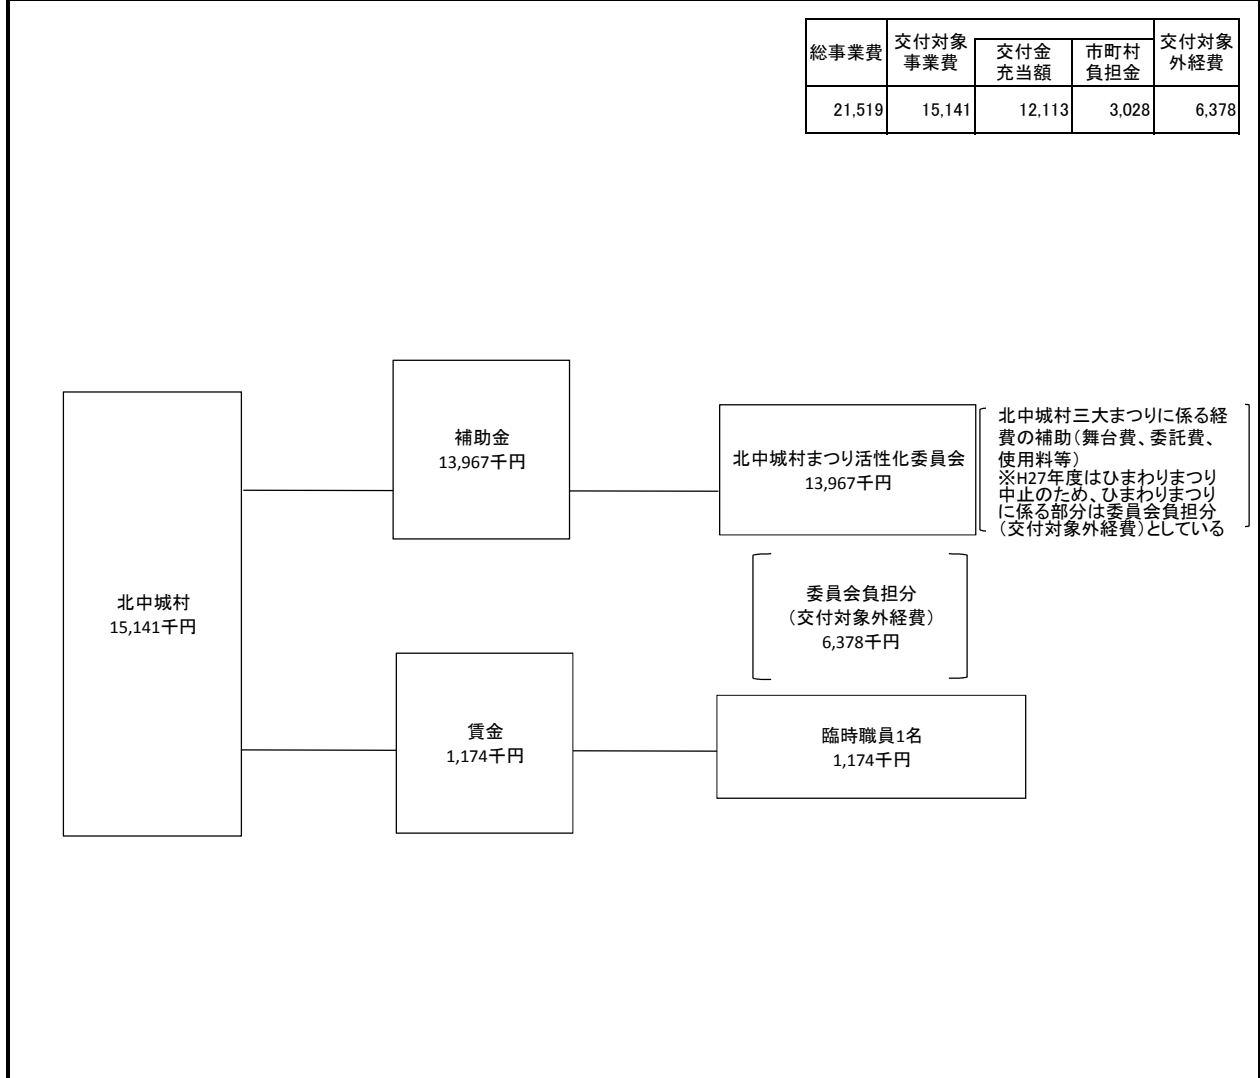 総事業費
交付対象
事業費
交付金
充当額
市町村
負担金
交付対象
外経費
21,519 15,141 12,113 3,028 6,378
補助金
13,967千円
北中城村まつり活性化委員会
13,967千円
北中城村三大まつりに係る経
費の補助(舞台費、委託費、
使用料等)
※H27年度はひまわりまつり
中止のため、ひまわりまつり
に係る部分は委員会負担分
(交付対象外経費)としている
北中城村
15,141千円
委員会負担分
(交付対象外経費)
6,378千円
賃金
1,174千円
臨時職員1名
1,174千円